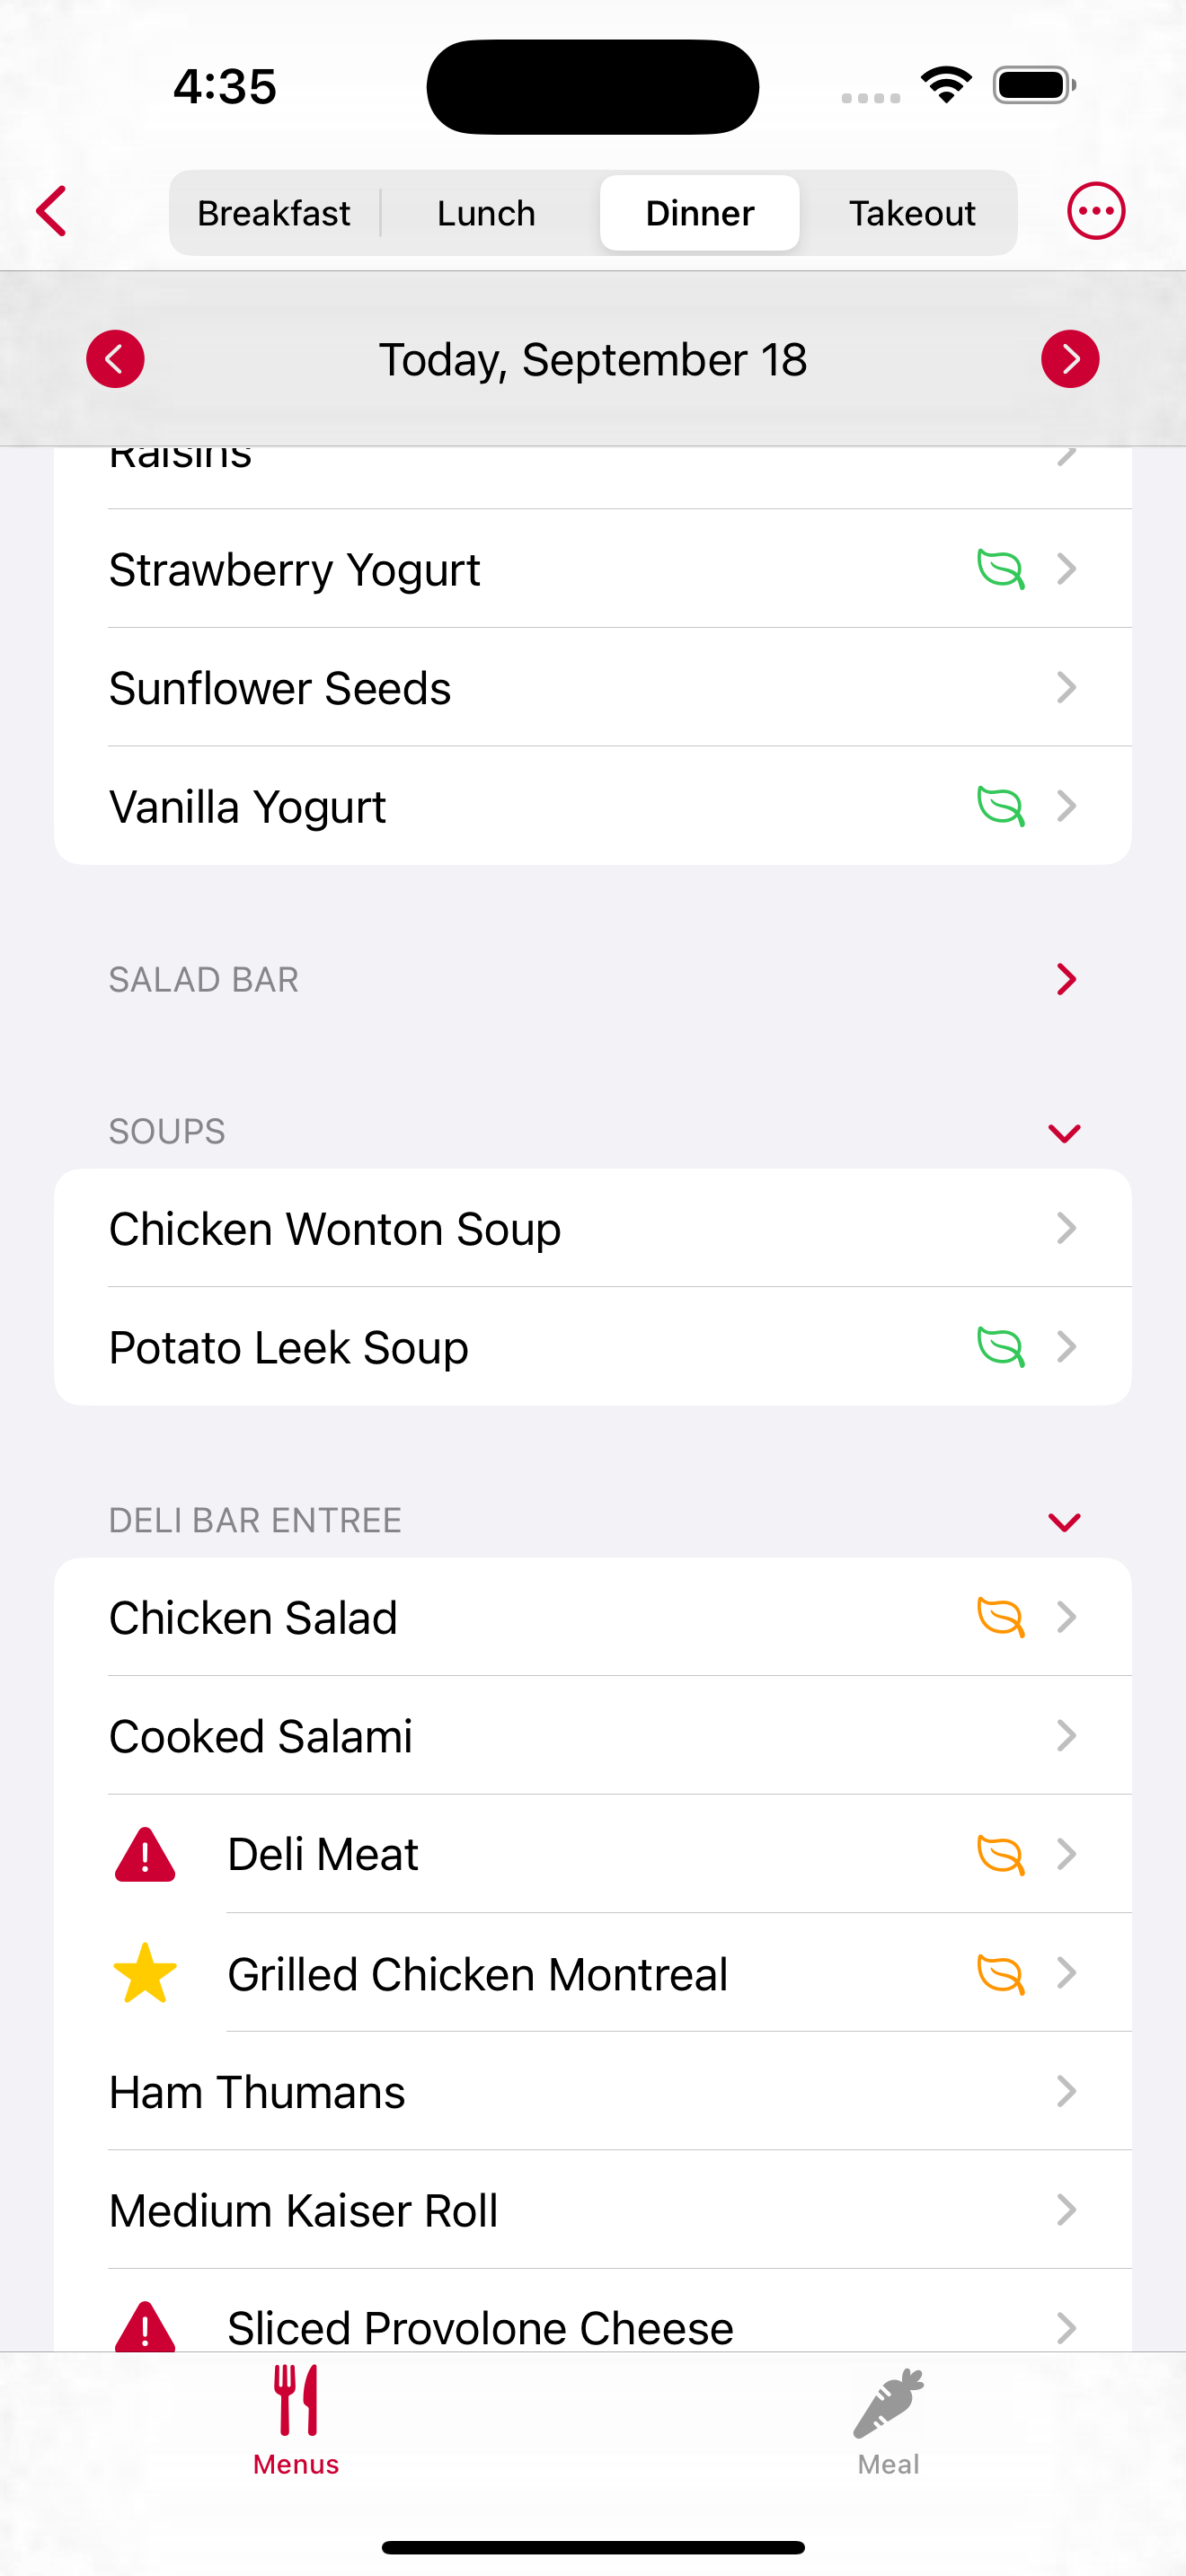 4:35
Breakfast
Lunch
Dinner
Takeout
Today, September 18
Raisins
Strawberry Yogurt
Sunflower Seeds
Vanilla Yogurt
SALAD BAR
SOUPS
Chicken Wonton Soup
Potato Leek Soup
DELI BAR ENTREE
Chicken Salad
Cooked Salami
Deli Meat
Grilled Chicken Montreal
Ham Thumans
Medium Kaiser Roll
Sliced Provolone Cheese
Menus
Meal